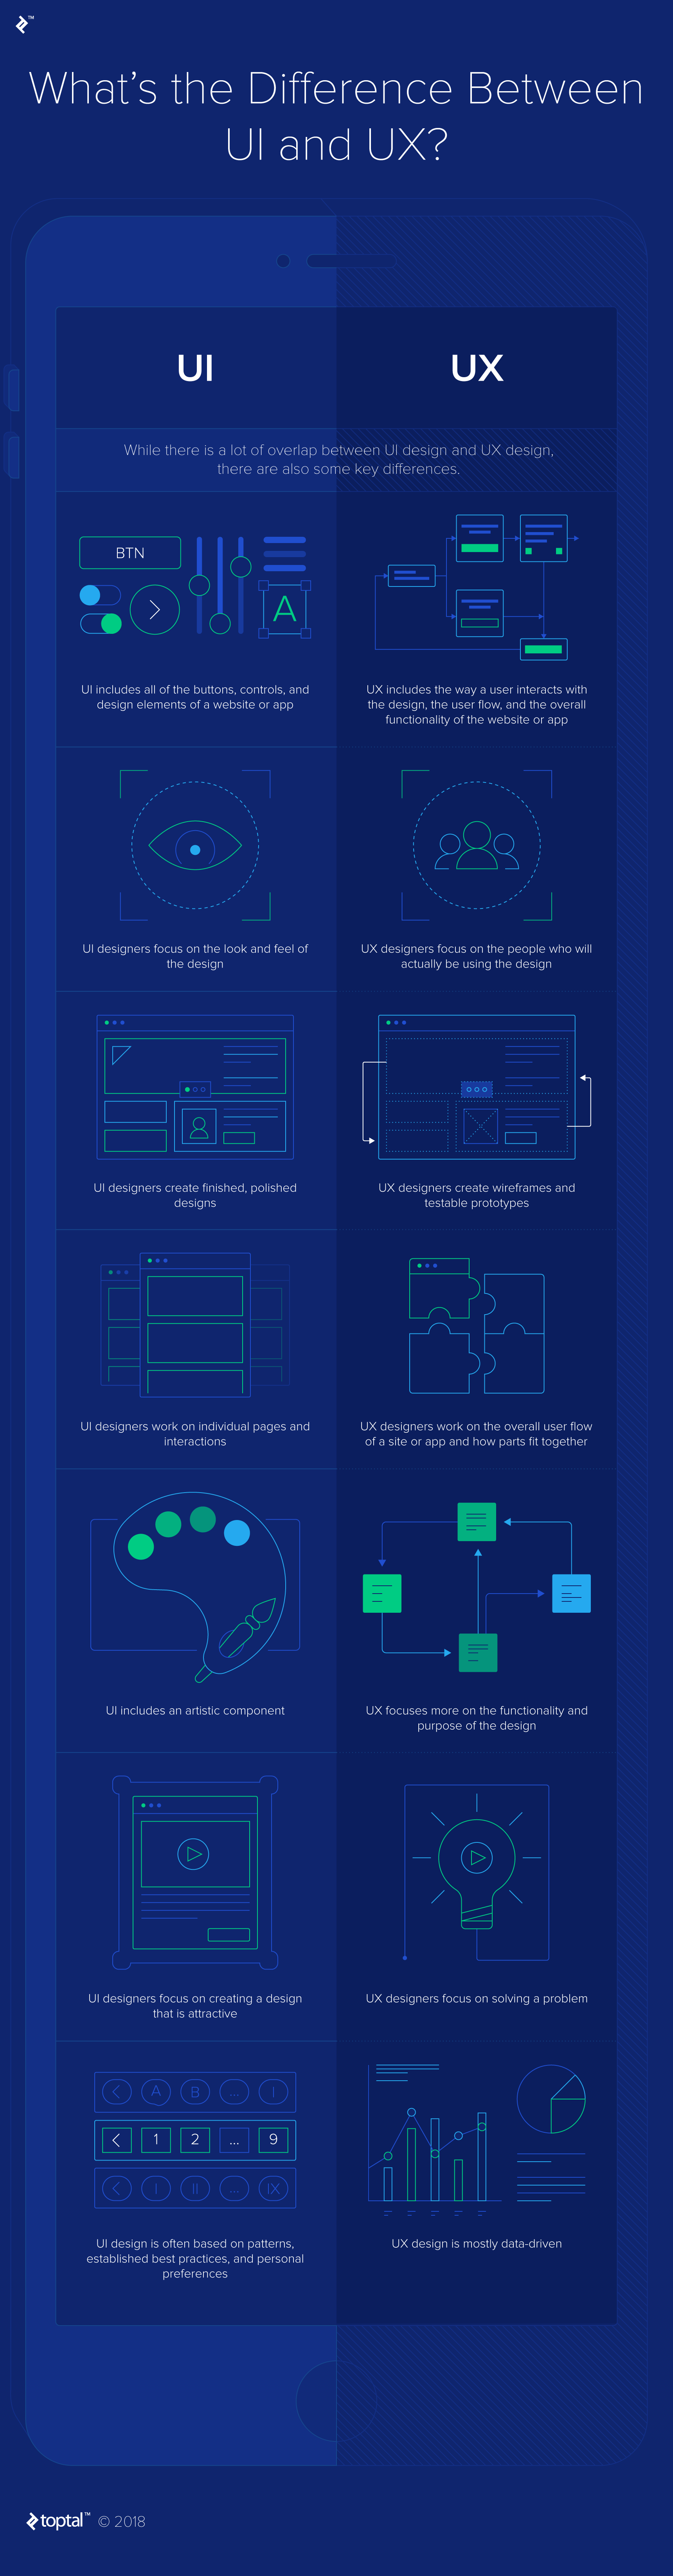 TM
What's the Difference Between
UI and UX?
UI
UX
While there is a lot of overlap between UI design and UX design,
there are also some key differences.
BTN
A
UI includes all of the buttons, controls, and
design elements of a website or app
UX includes the way a user interacts with
the design, the user flow, and the overall
functionality of the website or app
UI designers focus on the look and feel of
the design
UX designers focus on the people who will
actually be using the design
UI designers create finished, polished
designs
UX designers create wireframes and
testable prototypes
UI designers work on individual pages and
interactions
UX designers work on the overall user flow
of a site or app and how parts fit together
UI includes an artistic component
UX focuses more on the functionality and
purpose of the design
UI designers focus on creating a design
that is attractive
UX designers focus on solving a problem
< A B ... I
< 1 2 ... 9
< I II ... IX
UI design is often based on patterns,
established best practices, and personal
preferences
UX design is mostly data-driven
toptal™ © 2018